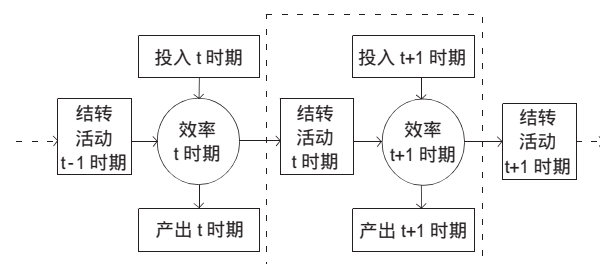 投入 t 时期
投入 t+1 时期
结转
活动
t-1 时期
效率
t 时期
结转
活动
t 时期
效率
t+1 时期
结转
活动
t+1 时期
产出 t 时期
产出 t+1 时期